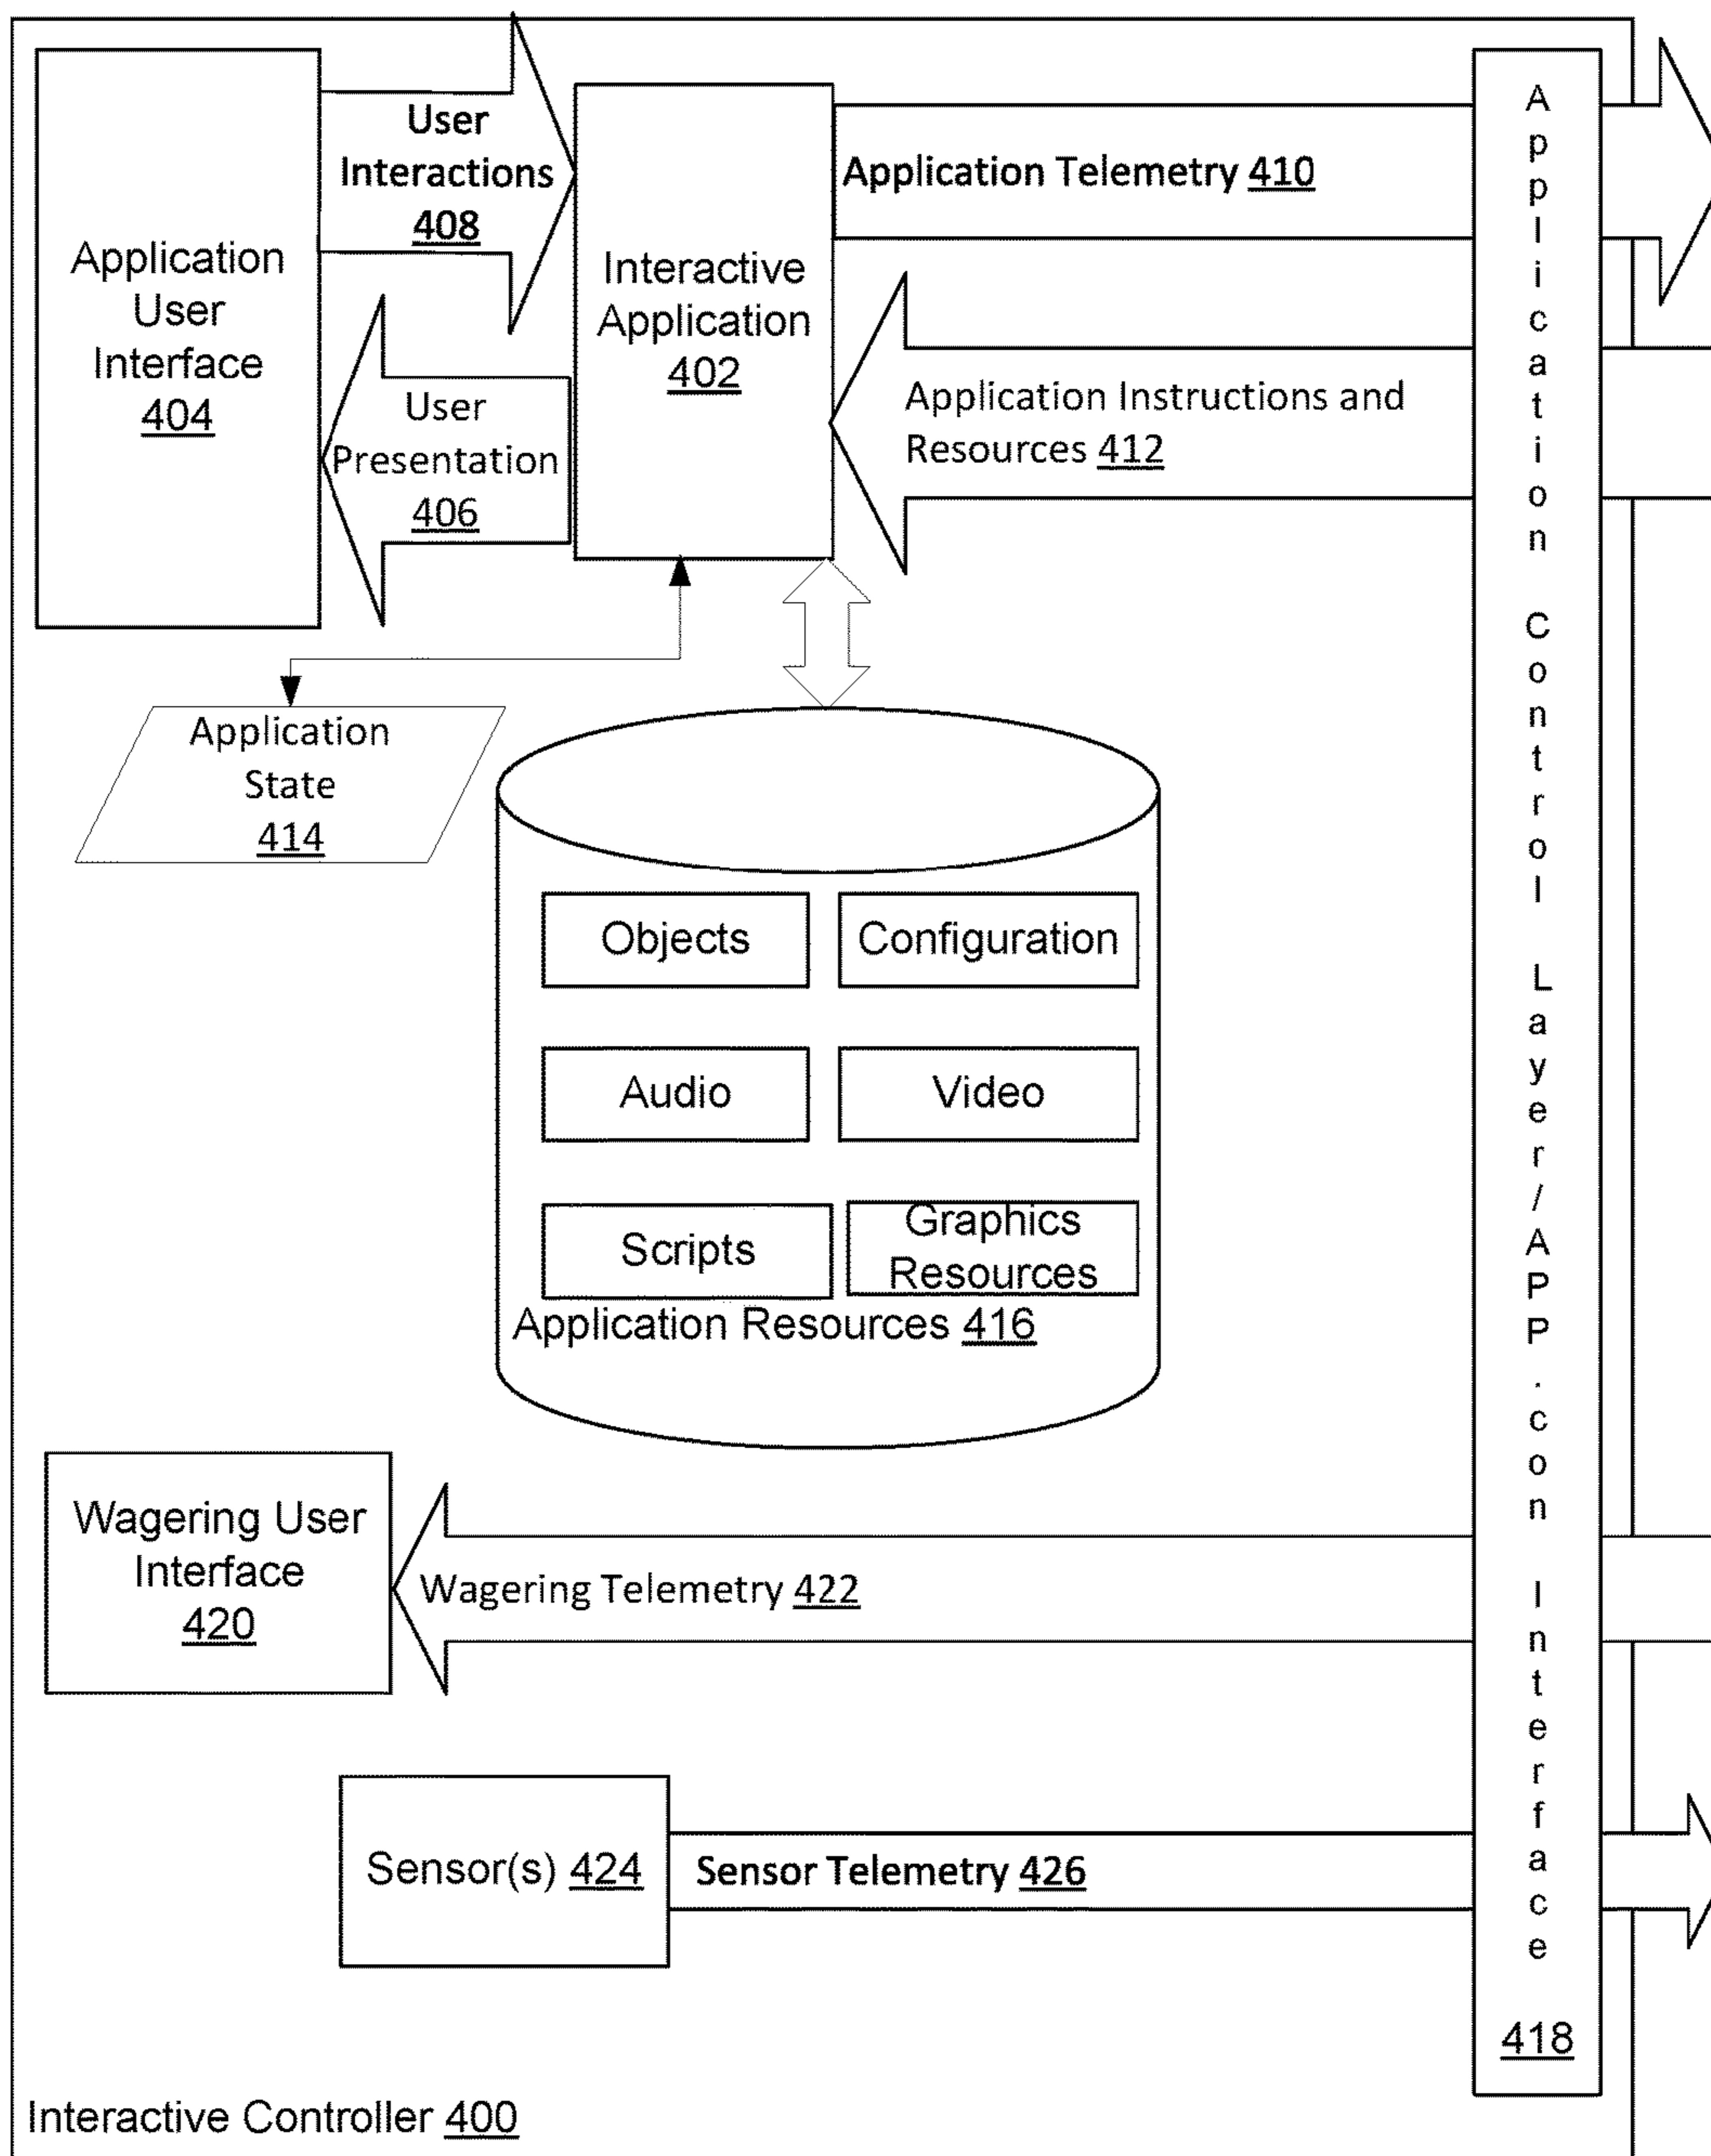 Application
User
Interface
404
User
Interactions
408
User
Presentation
406
Interactive
Application
402
Application Telemetry 410
Application Instructions and
Resources 412
Application
State
414
Objects
Configuration
Audio
Video
Scripts
Graphics
Resources
Application Resources 416
Wagering User
Interface
420
Wagering Telemetry 422
Sensor(s) 424
Sensor Telemetry 426
Application Control Layer/APP.con Interface
418
Interactive Controller 400